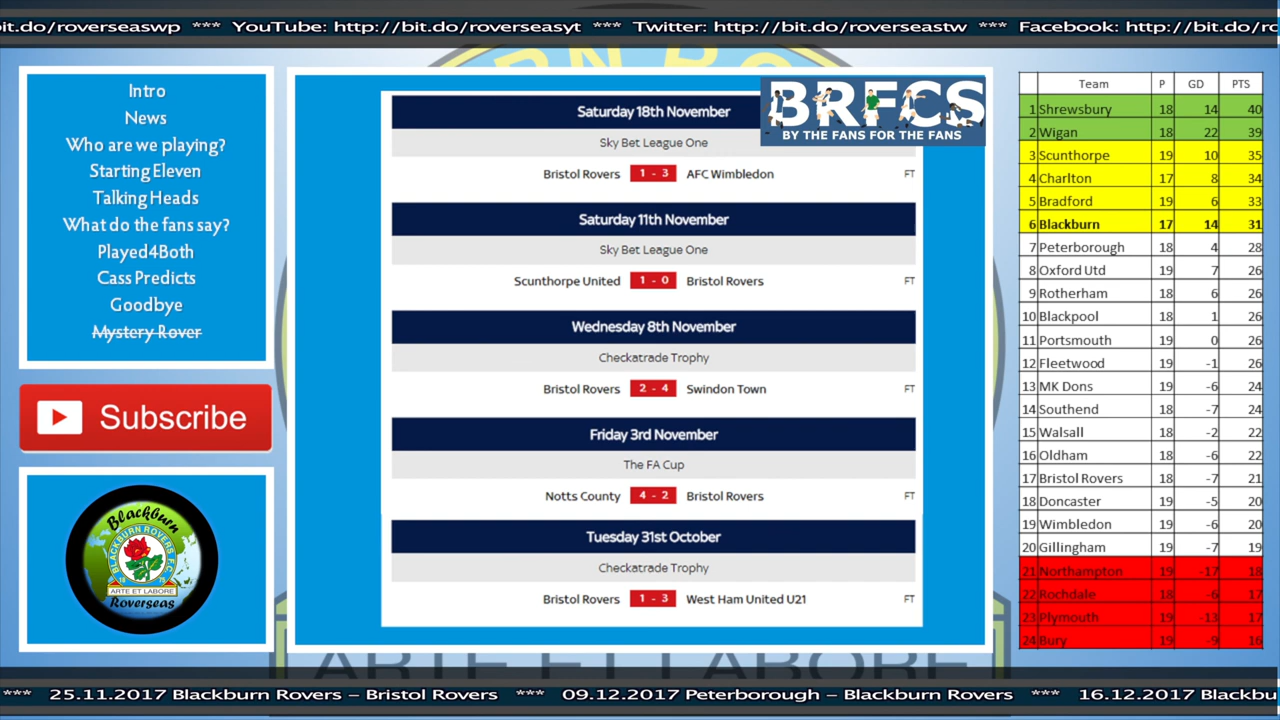 it.do/roverseaswp *** YouTube: http://bit.do/roverseasyt *** Twitter: http://bit.do/roverseastw *** Facebook: http://bit.do/ro
Intro
News
Who are we playing?
Starting Eleven
Talking Heads
What do the fans say?
Played4Both
Cass Predicts
Goodbye
Mystery Rover
Subscribe
Blackburn
BLACKBURN ROVERS F.C.
18 75
ARTE ET LABORE
Roverseas
BRFCS
BY THE FANS FOR THE FANS
Saturday 18th November
Sky Bet League One
Bristol Rovers 1 - 3 AFC Wimbledon FT
Saturday 11th November
Sky Bet League One
Scunthorpe United 1 - 0 Bristol Rovers FT
Wednesday 8th November
Checkatrade Trophy
Bristol Rovers 2 - 4 Swindon Town FT
Friday 3rd November
The FA Cup
Notts County 4 - 2 Bristol Rovers FT
Tuesday 31st October
Checkatrade Trophy
Bristol Rovers 1 - 3 West Ham United U21 FT
Team P GD PTS
1 Shrewsbury 18 14 40
2 Wigan 18 22 39
3 Scunthorpe 19 10 35
4 Charlton 17 8 34
5 Bradford 19 6 33
6 Blackburn 17 14 31
7 Peterborough 18 4 28
8 Oxford Utd 19 7 26
9 Rotherham 18 6 26
10 Blackpool 18 1 26
11 Portsmouth 19 0 26
12 Fleetwood 19 -1 26
13 MK Dons 19 -6 24
14 Southend 18 -7 24
15 Walsall 18 -2 22
16 Oldham 18 -6 22
17 Bristol Rovers 18 -7 21
18 Doncaster 19 -5 20
19 Wimbledon 19 -6 20
20 Gillingham 19 -7 19
21 Northampton 19 -17 18
22 Rochdale 18 -6 17
23 Plymouth 19 -13 17
24 Bury 19 -9 16
ARTE ET LABORE
*** 25.11.2017 Blackburn Rovers – Bristol Rovers *** 09.12.2017 Peterborough – Blackburn Rovers *** 16.12.2017 Blackbu